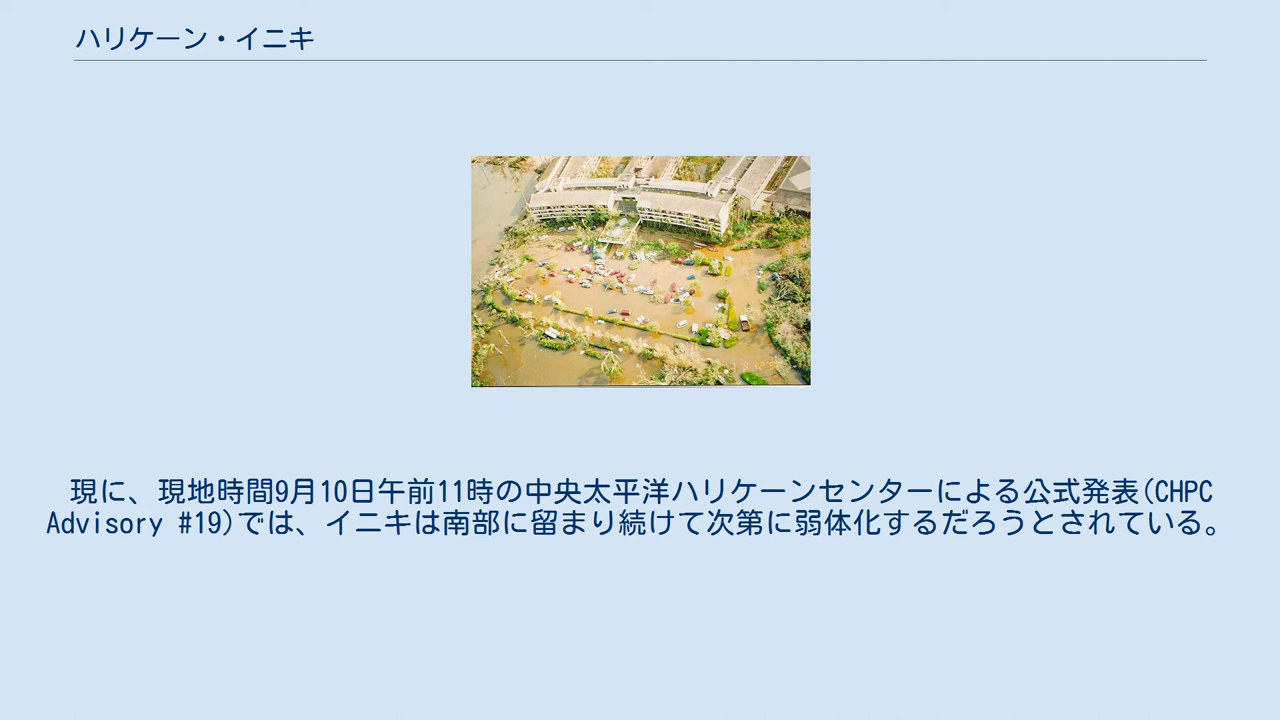 ハリケーン・イニキ
現に、現地時間9月10日午前11時の中央太平洋ハリケーンセンターによる公式発表(CHPC
Advisory #19)では、イニキは南部に留まり続けて次第に弱体化するだろうとされている。